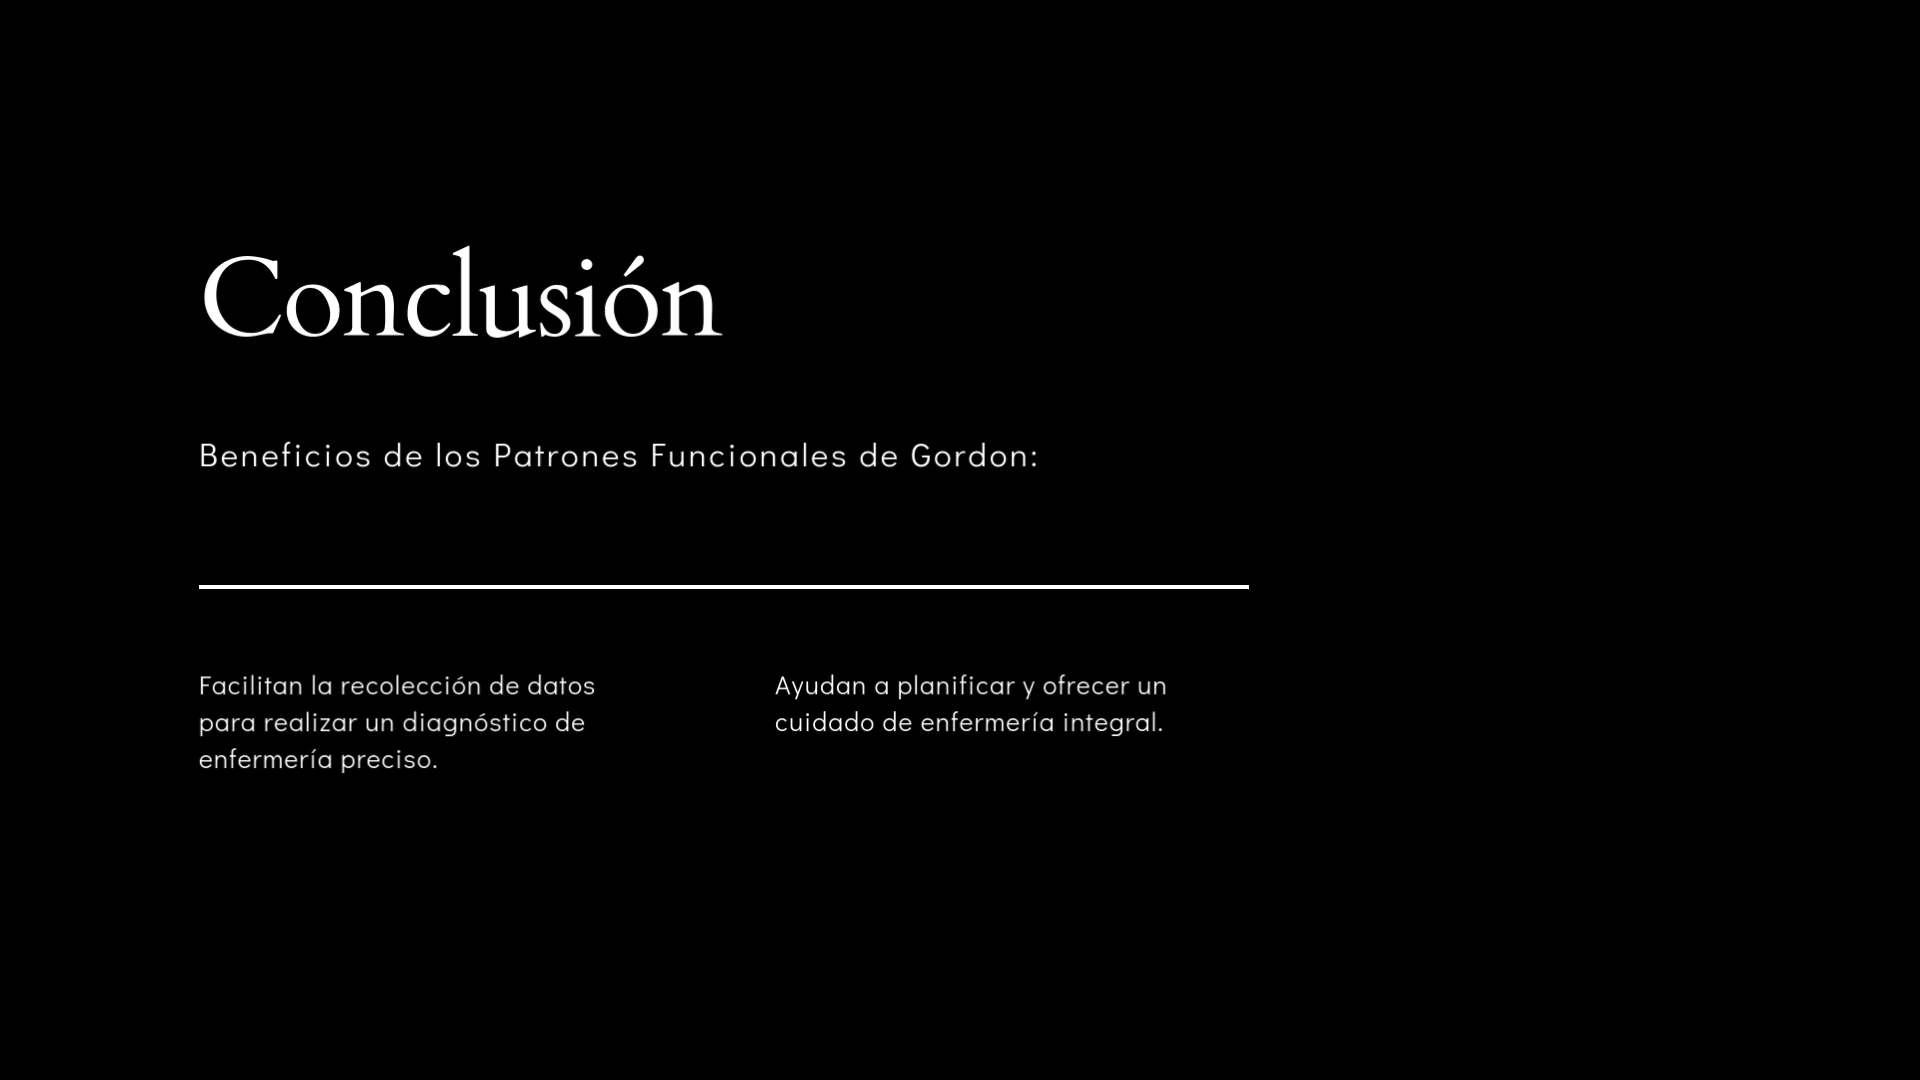 Conclusión
Beneficios de los Patrones Funcionales de Gordon:
Facilitan la recolección de datos
para realizar un diagnóstico de
enfermería preciso.
Ayudan a planificar y ofrecer un
cuidado de enfermería integral.